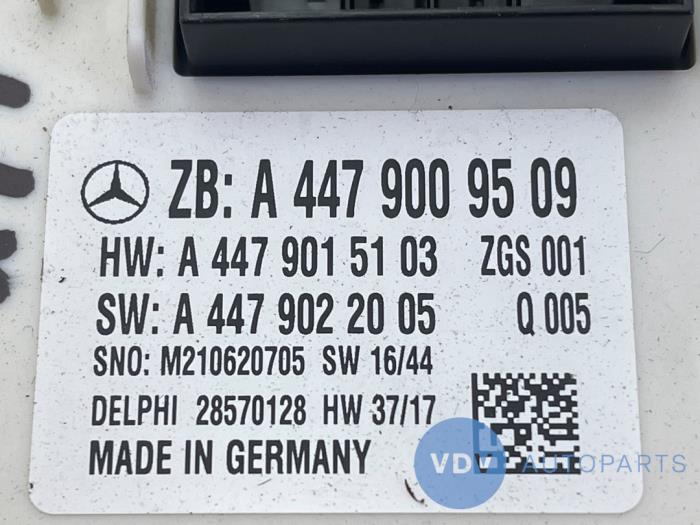 ZB: A 447 900 95 09
HW: A 447 901 51 03 ZGS 001
SW: A 447 902 20 05 Q 005
SNO: M210620705 SW 16/44
DELPHI 28570128 HW 37/17
MADE IN GERMANY
VDV AUTOPARTS